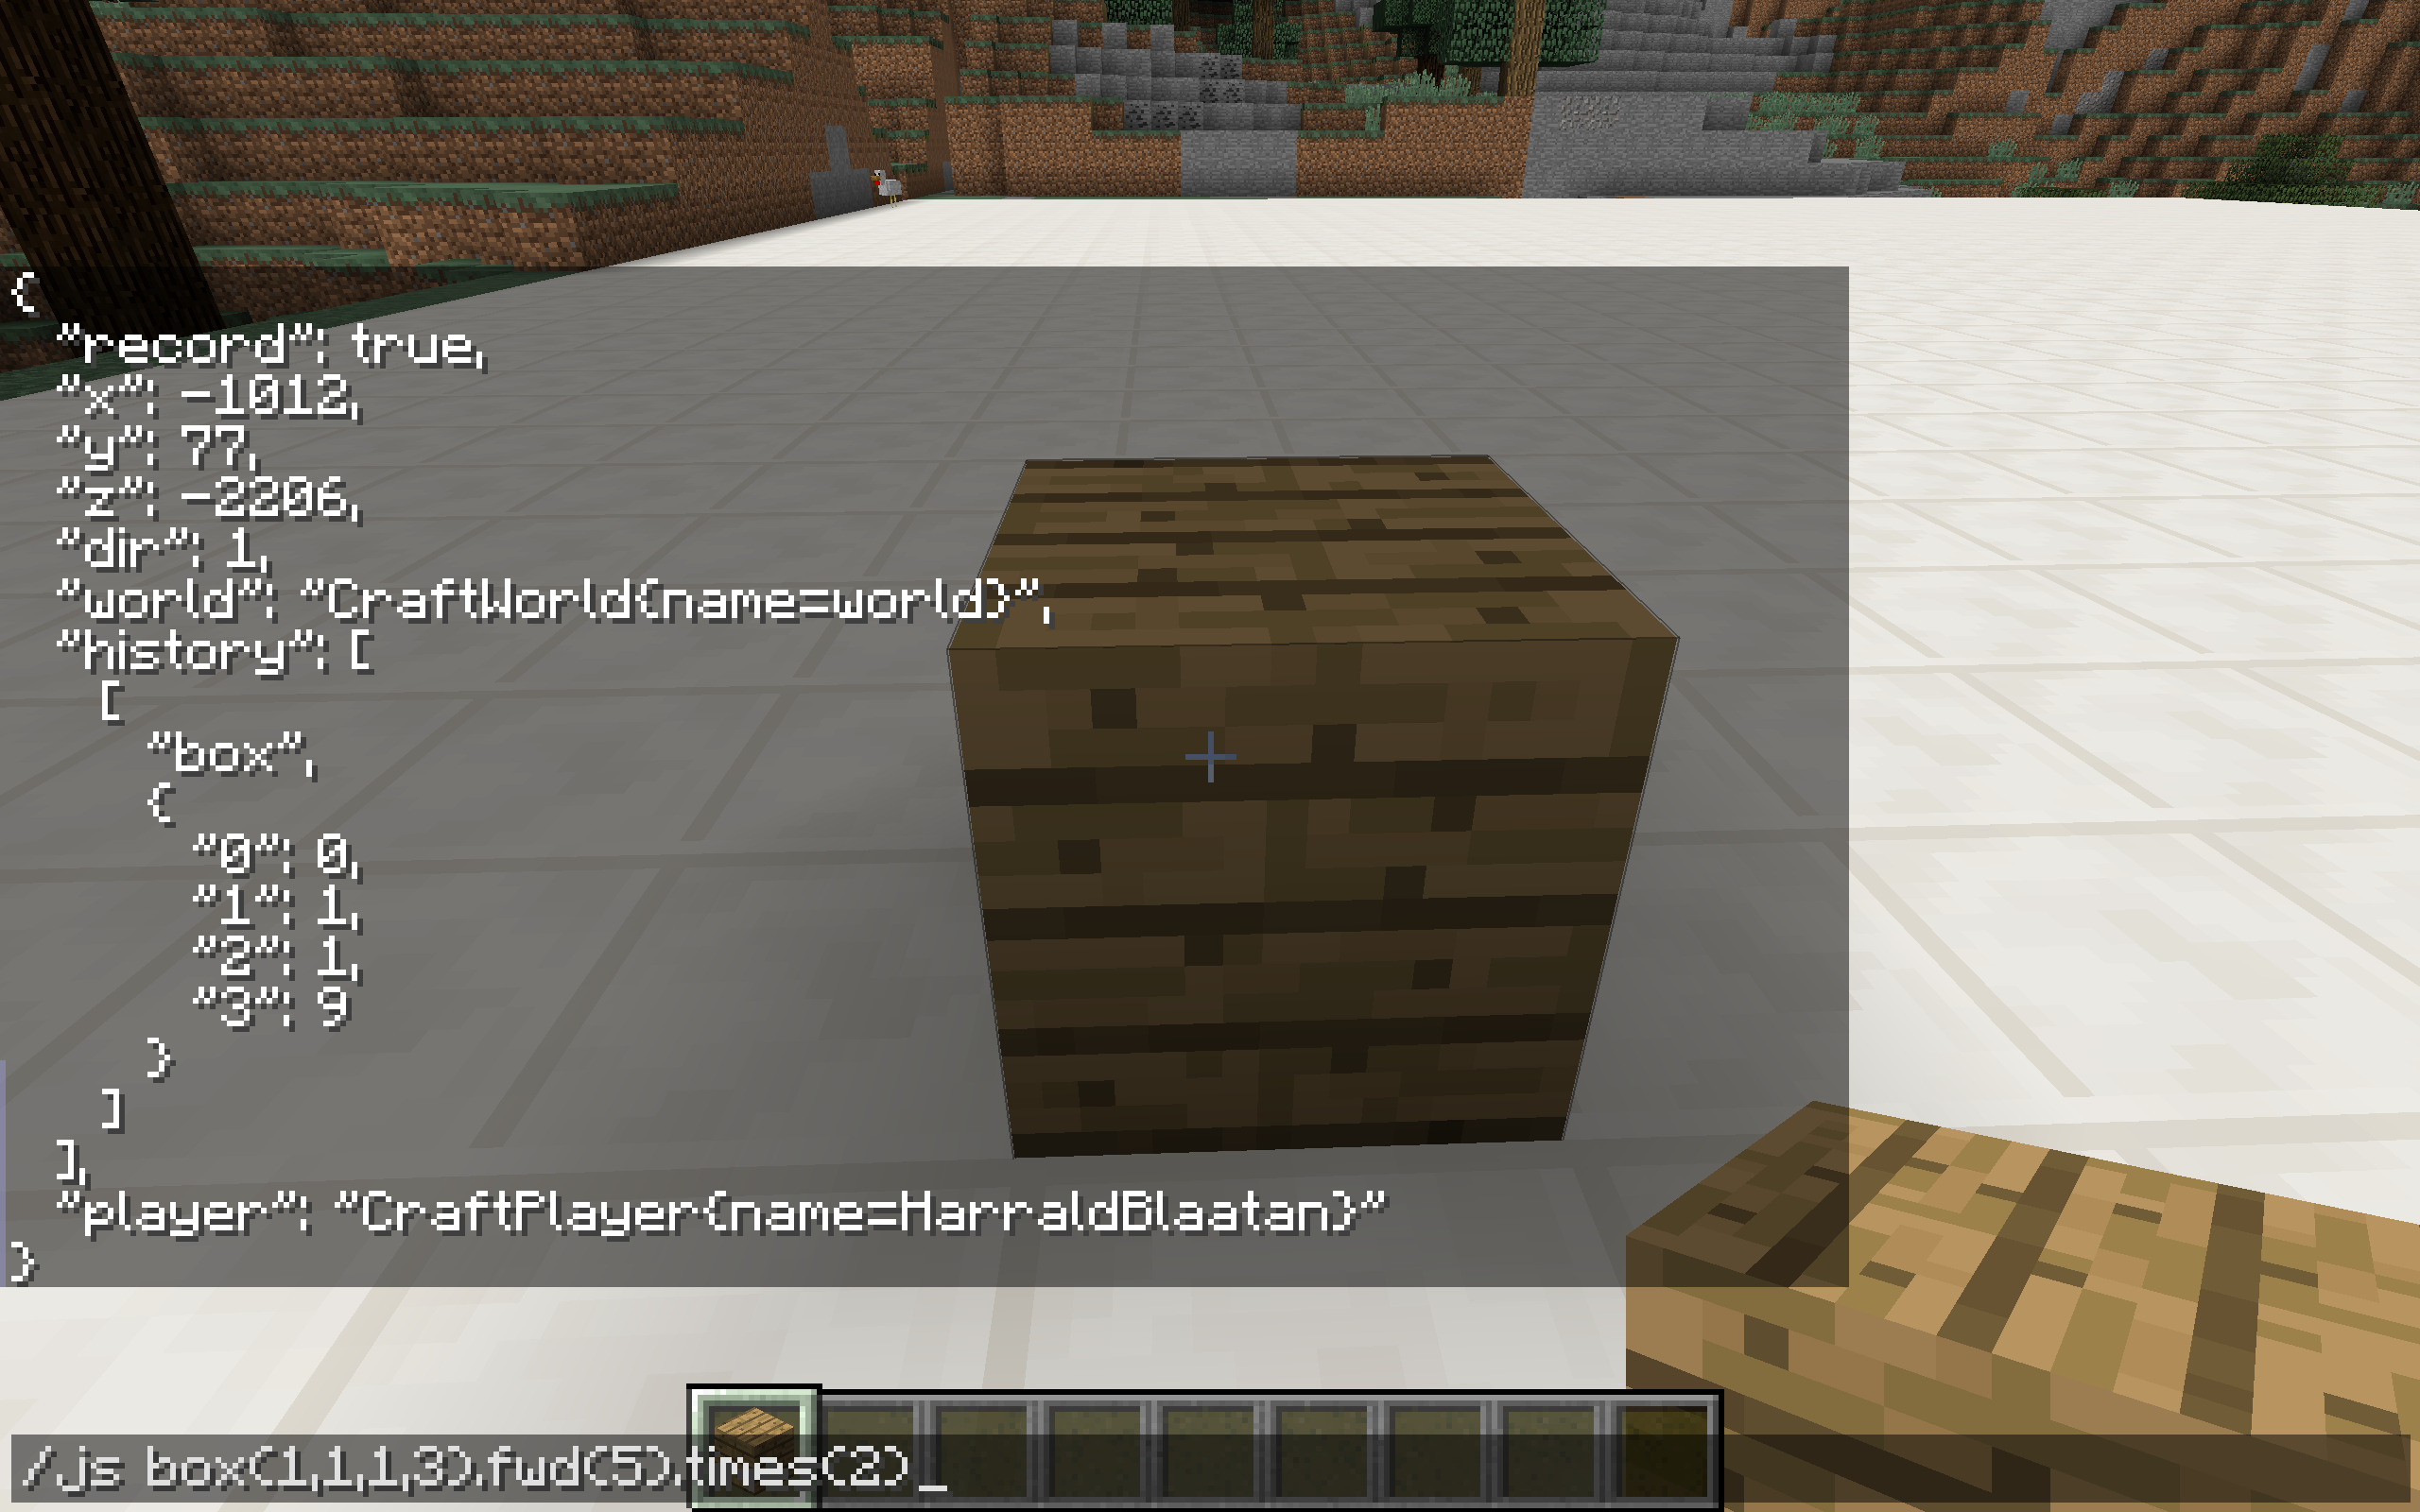 {
"record": true,
"x": -1012,
"y": 77,
"z": -2206,
"dir": 1,
"world": "CraftWorld{name=world}",
"history": [
[
"box",
{
"0": 0,
"1": 1,
"2": 1,
"3": 9
}
]
],
"player": "CraftPlayer{name=HarraldBlaatan}"
}
/js box(1,1,1,3).fwd(5).times(2)_